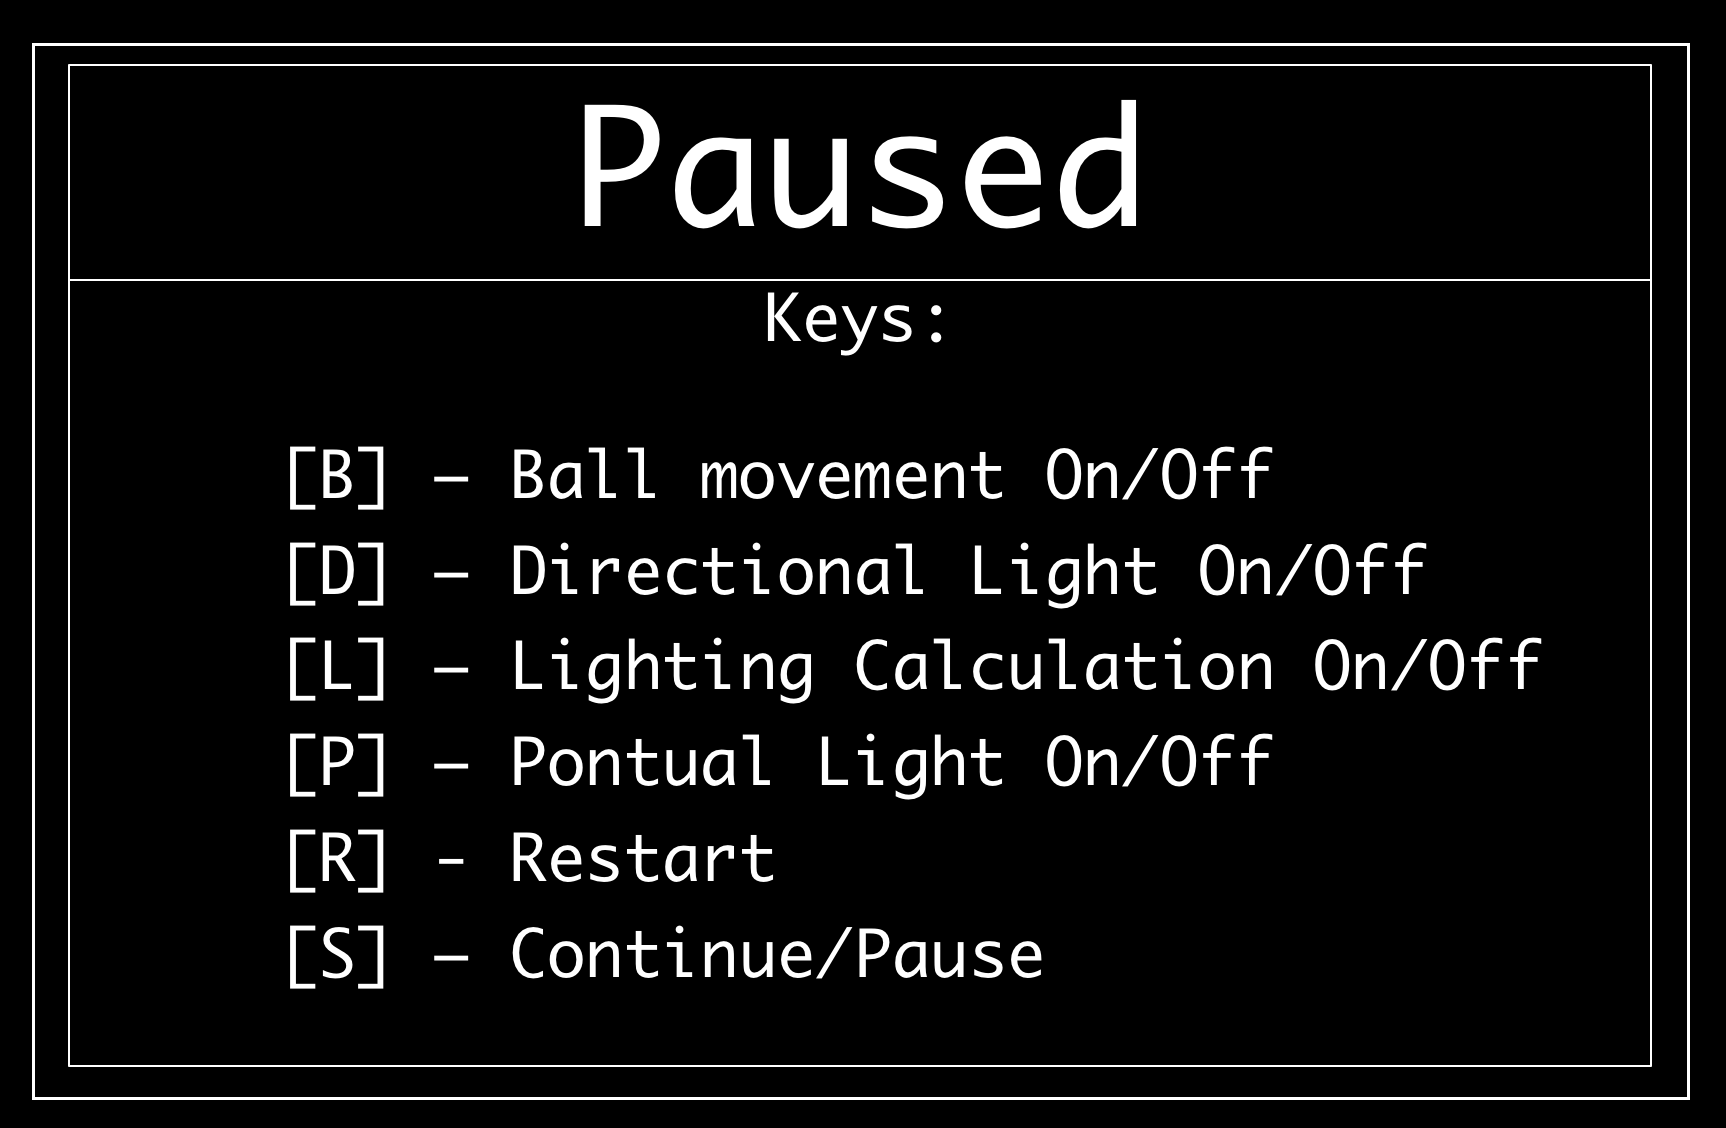 Paused
Keys:
[B] – Ball movement On/Off
[D] – Directional Light On/Off
[L] – Lighting Calculation On/Off
[P] – Pontual Light On/Off
[R] - Restart
[S] – Continue/Pause